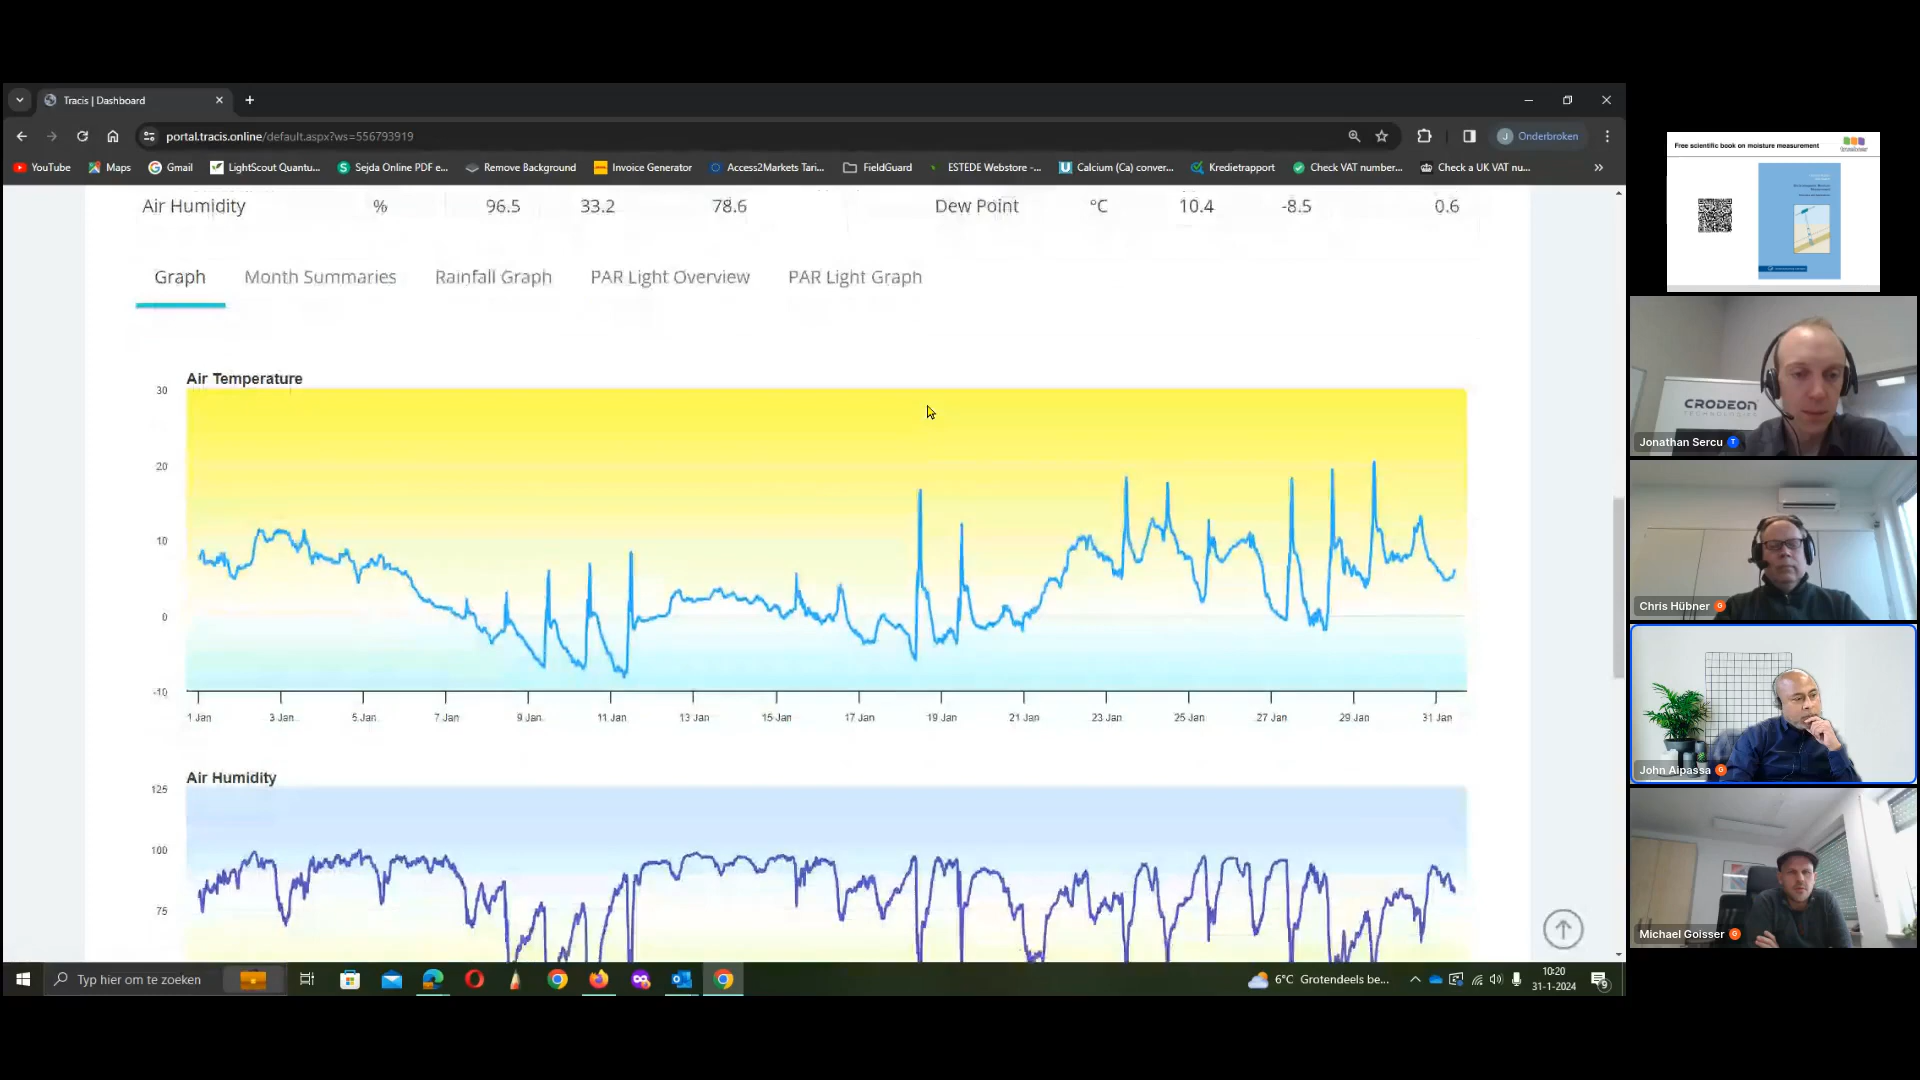 Tracis | Dashboard
portal.tracis.online/default.aspx?ws=556793919
J Onderbroken
YouTube Maps Gmail LightScout Quantu... Sejda Online PDF e... Remove Background Invoice Generator Access2Markets Tari... FieldGuard ESTEDE Webstore -... Calcium (Ca) conver... Kredietrapport Check VAT number... Check a UK VAT nu...
Air Humidity % 96.5 33.2 78.6 Dew Point °C 10.4 -8.5 0.6
Graph Month Summaries Rainfall Graph PAR Light Overview PAR Light Graph
Air Temperature
30
20
10
0
-10
1 Jan 3 Jan 5 Jan 7 Jan 9 Jan 11 Jan 13 Jan 15 Jan 17 Jan 19 Jan 21 Jan 23 Jan 25 Jan 27 Jan 29 Jan 31 Jan
Air Humidity
125
100
75
Typ hier om te zoeken
6°C Grotendeels be...
10:20
31-1-2024
9
Free scientific book on moisture measurement
CRODEON
TECHNOLOGIES
Jonathan Sercu T
Chris Hübner G
John Aipassa G
Michael Goisser G